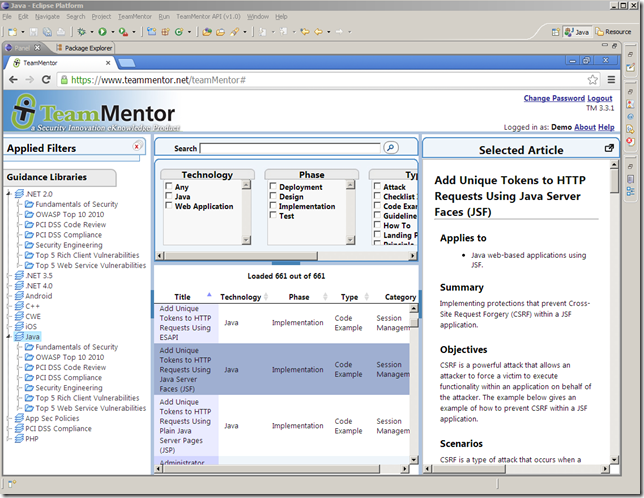 Java - Eclipse Platform
File Edit Navigate Search Project TeamMentor Run TeamMentor API (v1.0) Window Help
Java Resource
Panel Package Explorer
TeamMentor
https://www.teammentor.net/teamMentor#
TeamMentor
a Security Innovation eKnowledge Product
Change Password Logout
TM 3.3.1
Logged in as: Demo About Help
Applied Filters
Guidance Libraries
.NET 2.0
Fundamentals of Security
OWASP Top 10 2010
PCI DSS Code Review
PCI DSS Compliance
Security Engineering
Top 5 Rich Client Vulnerabilities
Top 5 Web Service Vulnerabilities
.NET 3.5
.NET 4.0
Android
C++
CWE
iOS
Java
Fundamentals of Security
OWASP Top 10 2010
PCI DSS Code Review
PCI DSS Compliance
Security Engineering
Top 5 Rich Client Vulnerabilities
Top 5 Web Service Vulnerabilities
App Sec Policies
PCI DSS Compliance
PHP
Search
Technology
Any
Java
Web Application
Phase
Deployment
Design
Implementation
Test
Typ
Attack
Checklist
Code Exam
Guideline
How To
Landing P
Principle
Loaded 661 out of 661
Title Technology Phase Type Category
Add Unique
Tokens to HTTP
Requests Using
ESAPI
Java Implementation Code
Example
Session
Managem
Add Unique
Tokens to HTTP
Requests Using
Java Server
Faces (JSF)
Java Implementation Code
Example
Session
Managem
Add Unique
Tokens to HTTP
Requests Using
Plain Java
Server Pages
(JSP)
Java Implementation Code
Example
Session
Managem
Administrator
Selected Article
Add Unique Tokens to HTTP
Requests Using Java Server
Faces (JSF)
Applies to
Java web-based applications using
JSF.
Summary
Implementing protections that prevent Cross-
Site Request Forgery (CSRF) within a JSF
application.
Objectives
CSRF is a powerful attack that allows an
attacker to force a victim to execute
functionality within an application on behalf of
the attacker. The example below gives an
example of how to prevent CSRF within a JSF
application.
Scenarios
CSRF is a type of attack that occurs when a